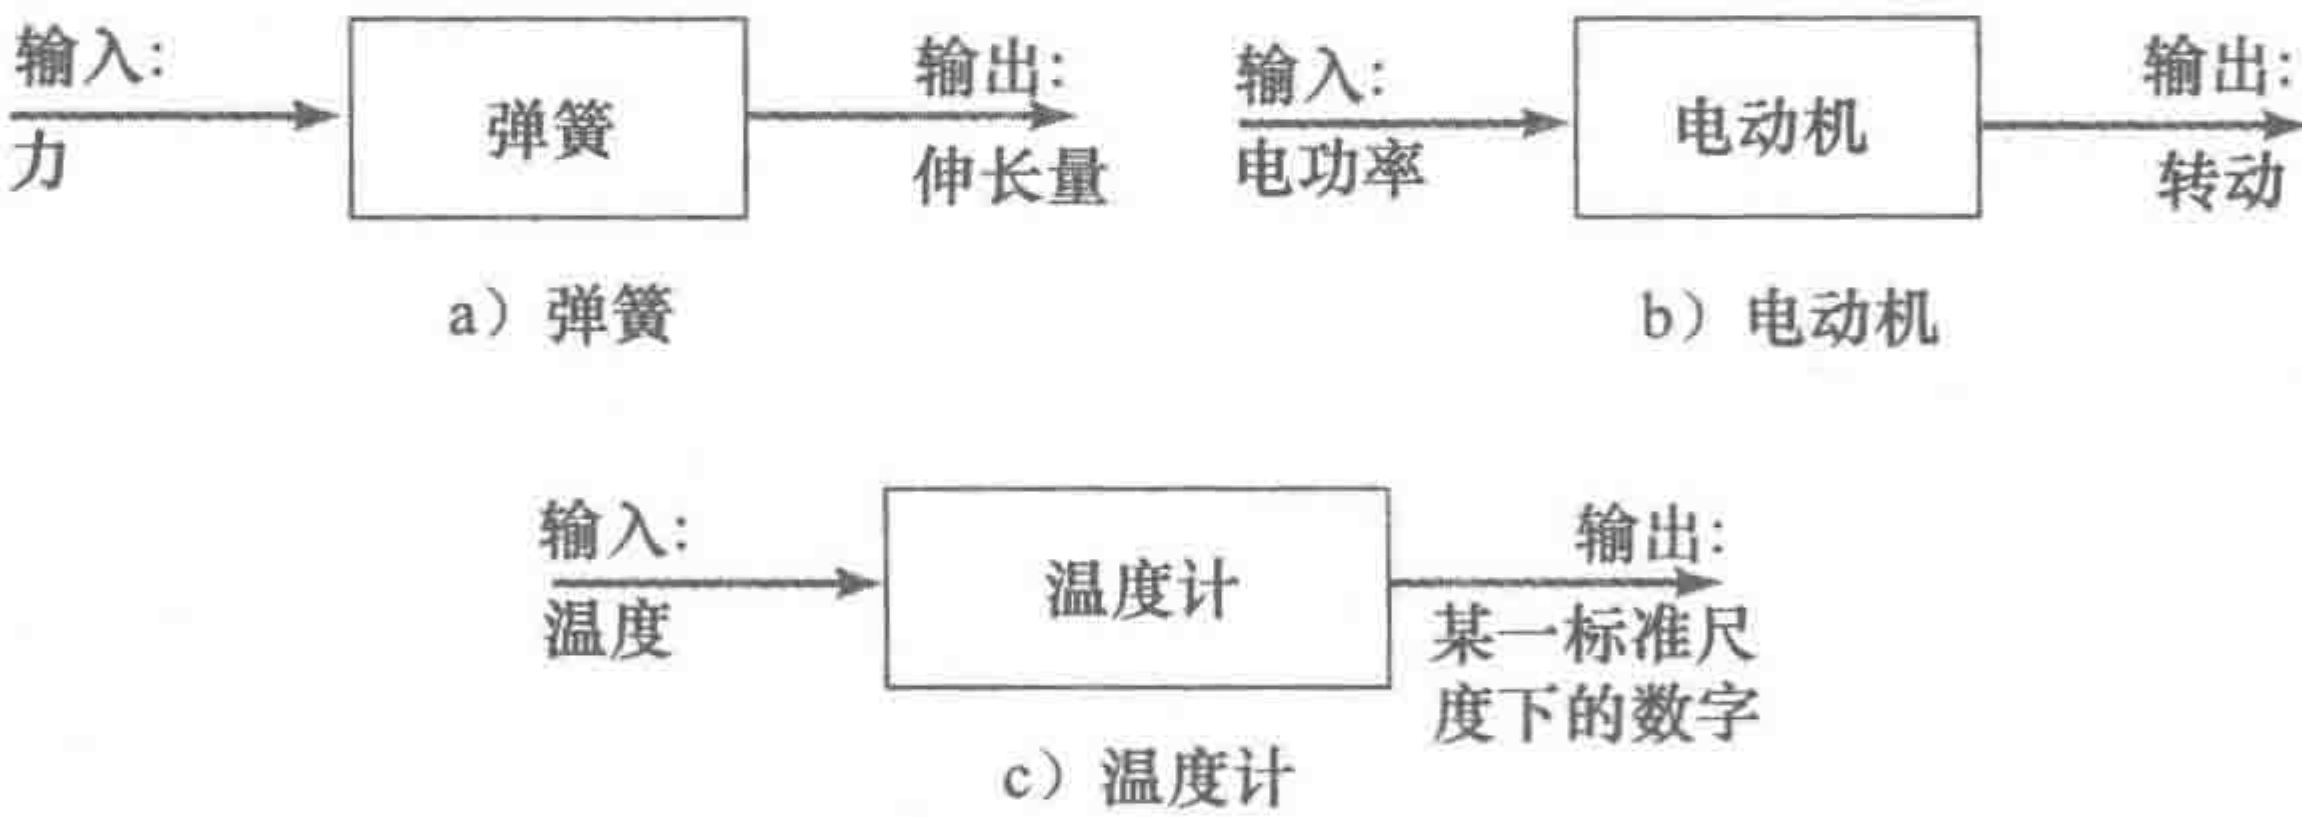 输入:
力
弹簧
输出:
伸长量
a）弹簧
输入:
电功率
电动机
输出:
转动
b）电动机
输入:
温度
温度计
输出:
某一标准尺
度下的数字
c）温度计